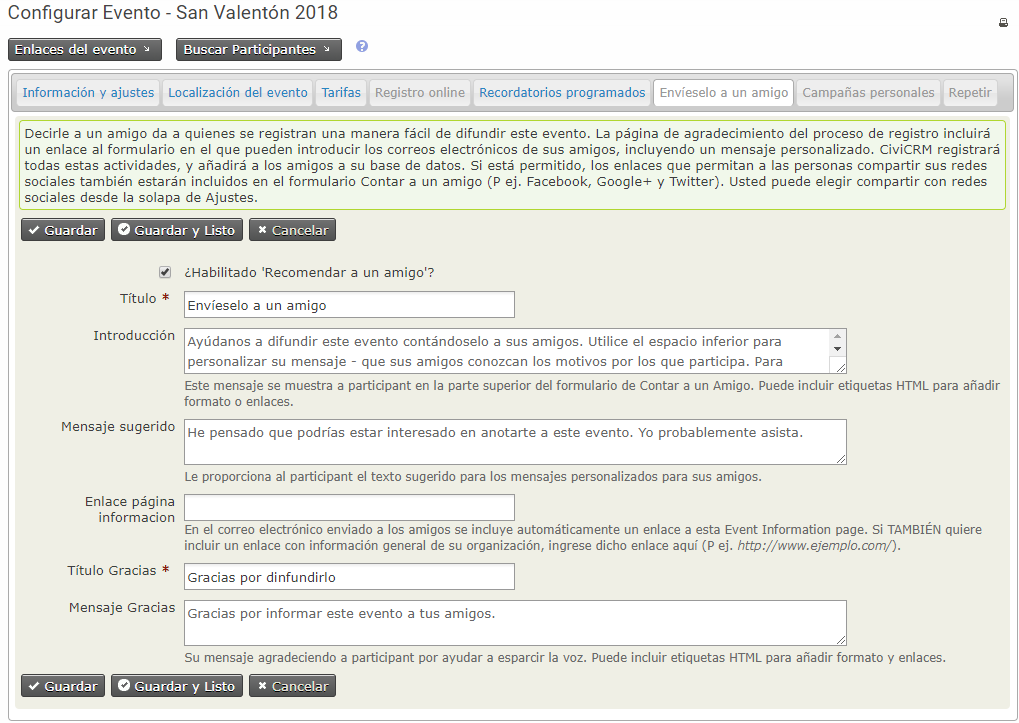 Configurar Evento - San Valentón 2018
Enlaces del evento
Buscar Participantes
Información y ajustes
Localización del evento
Tarifas
Registro online
Recordatorios programados
Envíeselo a un amigo
Campañas personales
Repetir
Decirle a un amigo da a quienes se registran una manera fácil de difundir este evento. La página de agradecimiento del proceso de registro incluirá
un enlace al formulario en el que pueden introducir los correos electrónicos de sus amigos, incluyendo un mensaje personalizado. CiviCRM registrará
todas estas actividades, y añadirá a los amigos a su base de datos. Si está permitido, los enlaces que permitan a las personas compartir sus redes
sociales también estarán incluidos en el formulario Contar a un amigo (P ej. Facebook, Google+ y Twitter). Usted puede elegir compartir con redes
sociales desde la solapa de Ajustes.
Guardar
Guardar y Listo
Cancelar
¿Habilitado 'Recomendar a un amigo'?
Título *
Envíeselo a un amigo
Introducción
Ayúdanos a difundir este evento contándoselo a sus amigos. Utilice el espacio inferior para
personalizar su mensaje - que sus amigos conozcan los motivos por los que participa. Para
Este mensaje se muestra a participant en la parte superior del formulario de Contar a un Amigo. Puede incluir etiquetas HTML para añadir
formato o enlaces.
Mensaje sugerido
He pensado que podrías estar interesado en anotarte a este evento. Yo probablemente asista.
Le proporciona al participant el texto sugerido para los mensajes personalizados para sus amigos.
Enlace página
informacion
En el correo electrónico enviado a los amigos se incluye automáticamente un enlace a esta Event Information page. Si TAMBIÉN quiere
incluir un enlace con información general de su organización, ingrese dicho enlace aquí (P ej. http://www.ejemplo.com/).
Título Gracias *
Gracias por dinfundirlo
Mensaje Gracias
Gracias por informar este evento a tus amigos.
Su mensaje agradeciendo a participant por ayudar a esparcir la voz. Puede incluir etiquetas HTML para añadir formato y enlaces.
Guardar
Guardar y Listo
Cancelar